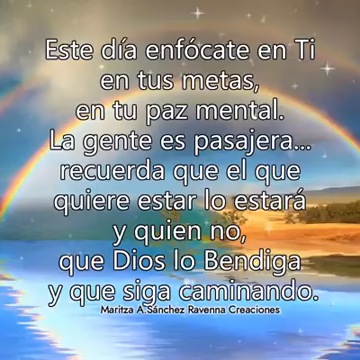 Este día enfócate en Ti
en tus metas,
en tu paz mental.
La gente es pasajera...
recuerda que el que
quiere estar lo estará
y quien no,
que Dios lo Bendiga
y que siga caminando.
Maritza A.Sánchez Ravenna Creaciones